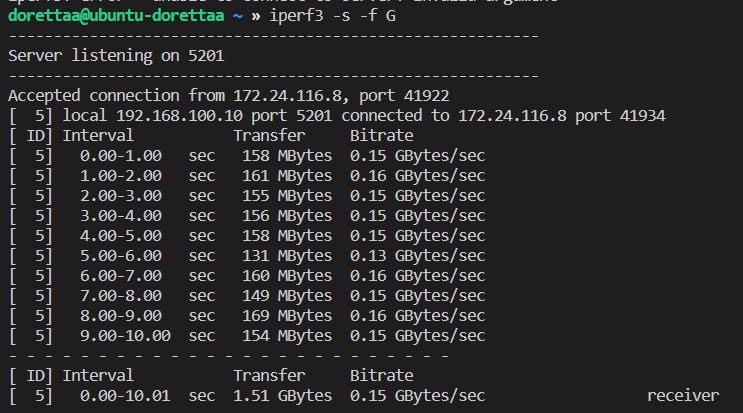 dorettaa@ubuntu-dorettaa ~ » iperf3 -s -f G
-----------------------------------------------------------
Server listening on 5201
-----------------------------------------------------------
Accepted connection from 172.24.116.8, port 41922
[  5] local 192.168.100.10 port 5201 connected to 172.24.116.8 port 41934
[ ID] Interval           Transfer     Bitrate
[  5]   0.00-1.00   sec   158 MBytes  0.15 GBytes/sec
[  5]   1.00-2.00   sec   161 MBytes  0.16 GBytes/sec
[  5]   2.00-3.00   sec   155 MBytes  0.15 GBytes/sec
[  5]   3.00-4.00   sec   156 MBytes  0.15 GBytes/sec
[  5]   4.00-5.00   sec   158 MBytes  0.15 GBytes/sec
[  5]   5.00-6.00   sec   131 MBytes  0.13 GBytes/sec
[  5]   6.00-7.00   sec   160 MBytes  0.16 GBytes/sec
[  5]   7.00-8.00   sec   149 MBytes  0.15 GBytes/sec
[  5]   8.00-9.00   sec   169 MBytes  0.16 GBytes/sec
[  5]   9.00-10.00  sec   154 MBytes  0.15 GBytes/sec
- - - - - - - - - - - - - - - - - - - - - - - - -
[ ID] Interval           Transfer     Bitrate
[  5]   0.00-10.01  sec  1.51 GBytes  0.15 GBytes/sec                  receiver